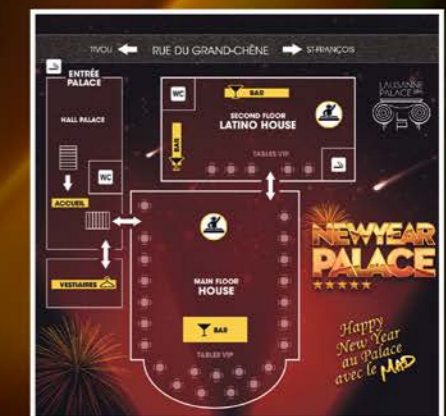 TIVOLI RUE DU GRAND-CHÊNE ST-FRANÇOIS
ENTRÉE
PALACE
HALL PALACE
WC
ACCUEIL
VESTIAIRES
WC
BAR
SECOND FLOOR
LATINO HOUSE
BAR
TABLES VIP
MAIN FLOOR
HOUSE
BAR
TABLES VIP
LAUSANNE
PALACE
NEWYEAR
PALACE
Happy
New Year
au Palace
avec le MAD